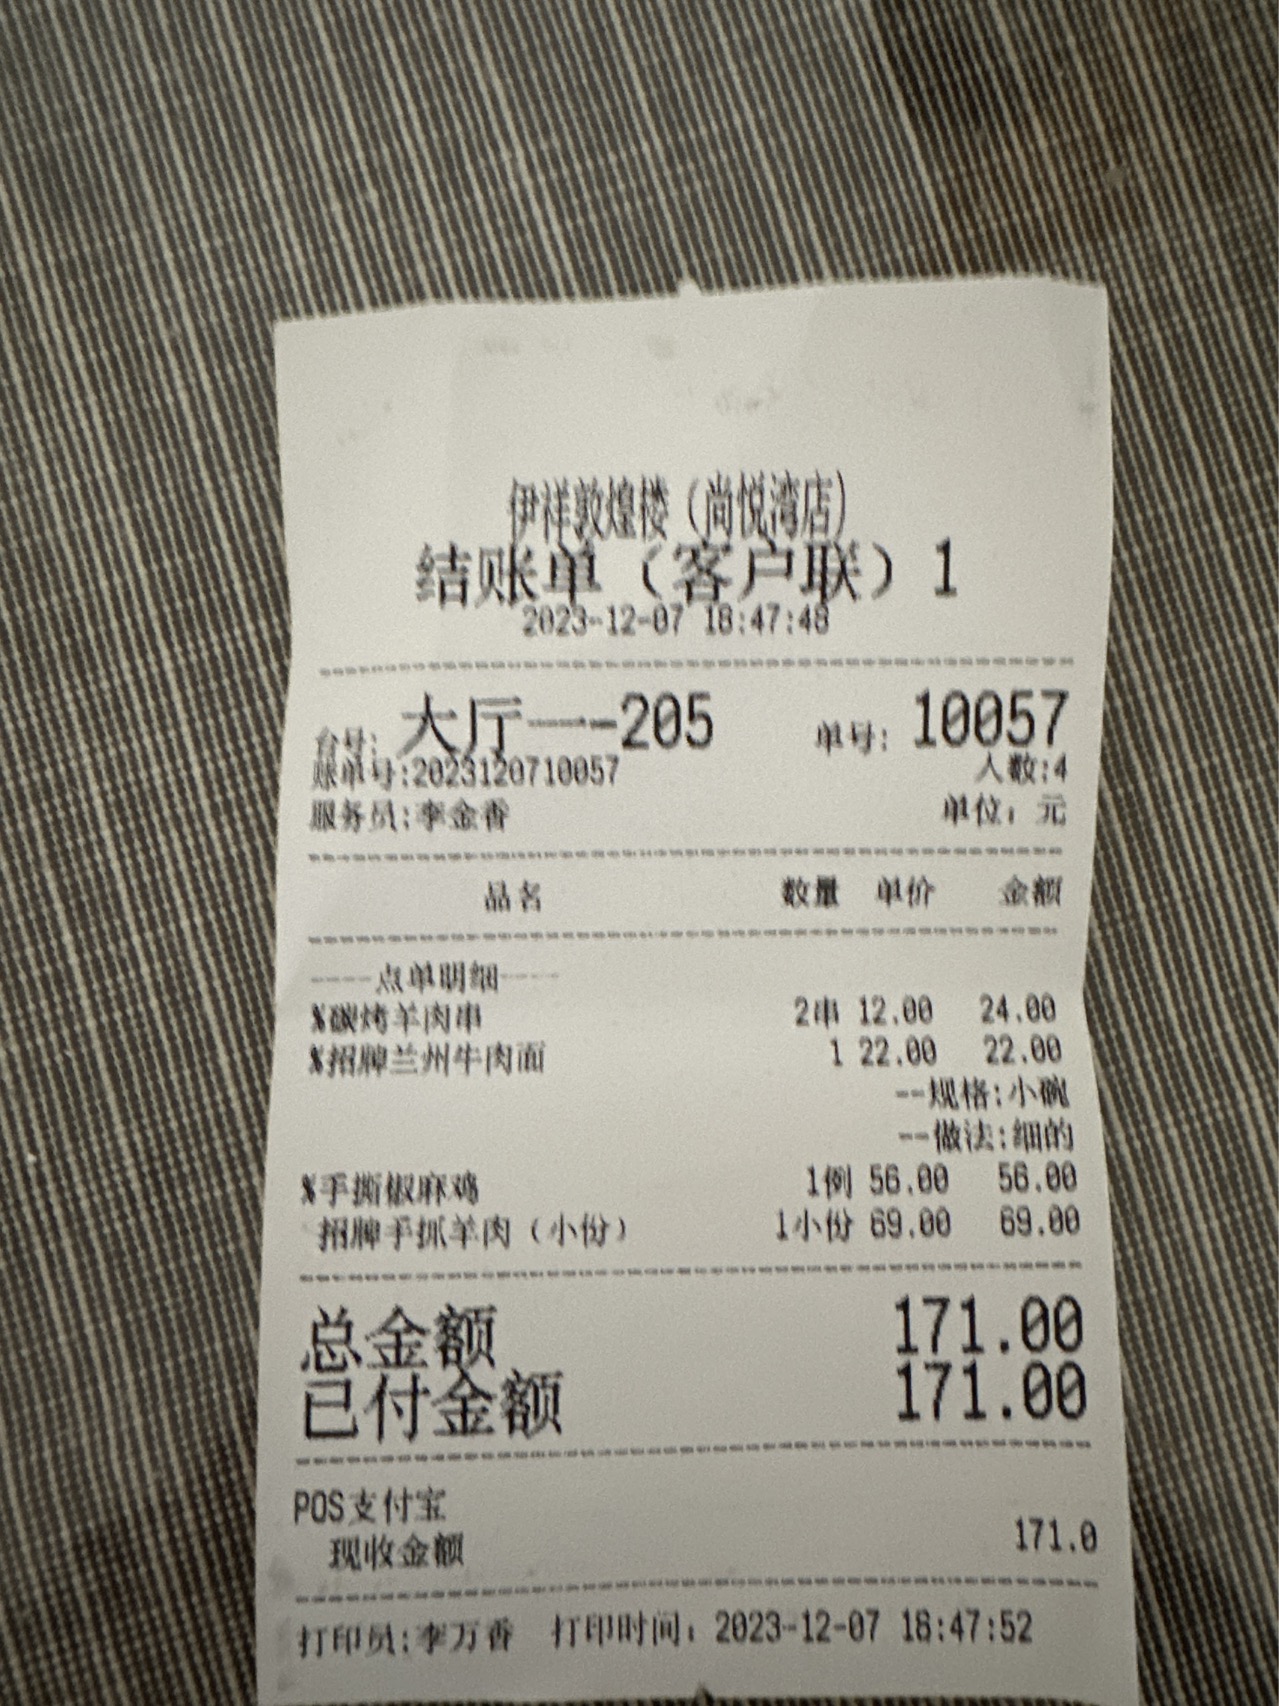 伊祥敦煌楼（尚悦湾店）
结账单（客户联）1
2023-12-07 18:47:48
台号: 大厅一--205 单号: 10057
账单号:2023120710057 人数:4
服务员:李金香 单位: 元
品名 数量 单价 金额
----点单明细----
%碳烤羊肉串 2串 12.00 24.00
%招牌兰州牛肉面 1 22.00 22.00
--规格:小碗
--做法:细的
%手撕椒麻鸡 1例 56.00 56.00
招牌手抓羊肉（小份） 1小份 69.00 69.00
总金额 171.00
已付金额 171.00
POS支付宝
现收金额 171.0
打印员:李万香 打印时间: 2023-12-07 18:47:52